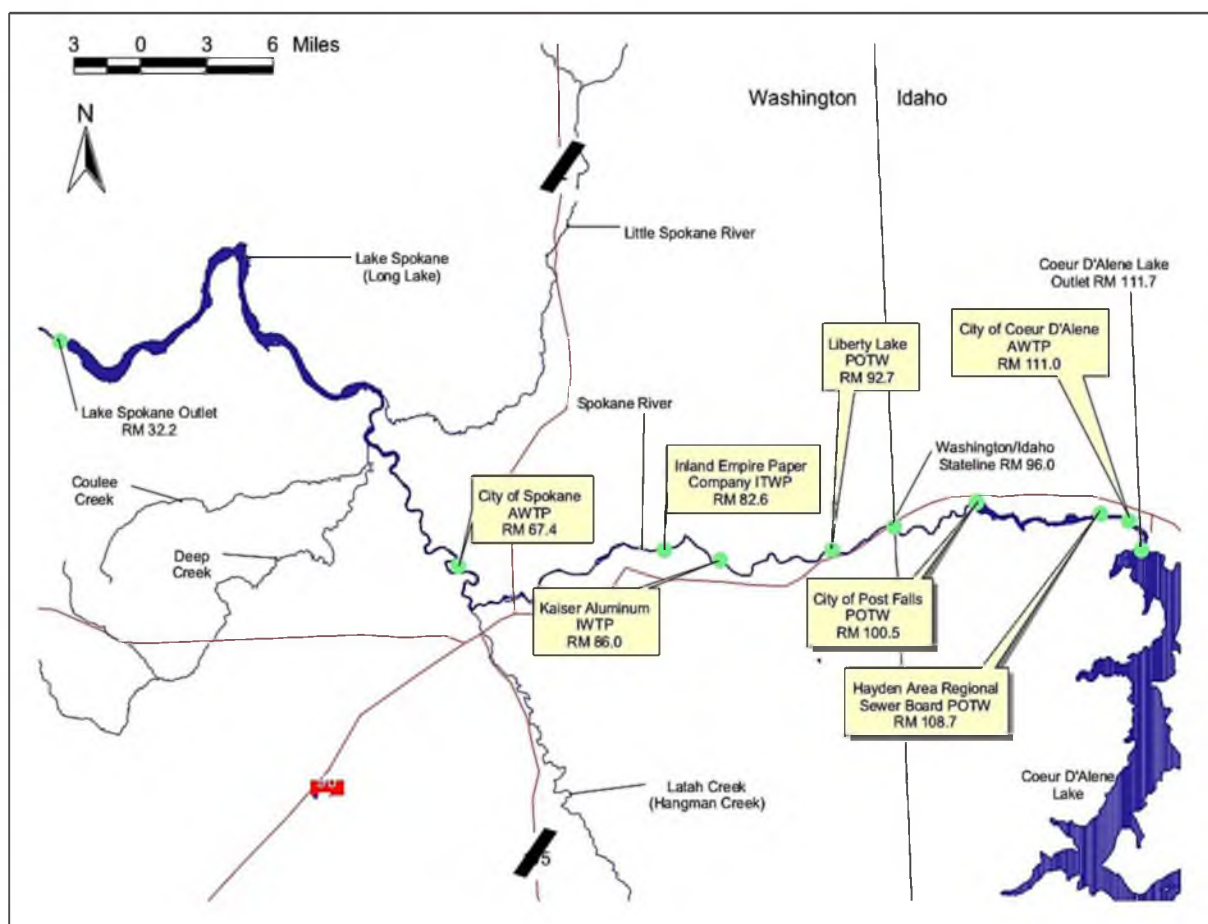 3 0 3 6 Miles
N
Washington Idaho
Little Spokane River
Lake Spokane
(Long Lake)
Coeur D'Alene Lake
Outlet RM 111.7
City of Coeur D'Alene
AWTP
RM 111.0
Liberty Lake
POTW
RM 92.7
Lake Spokane Outlet
RM 32.2
Spokane River
Washington/Idaho
Stateline RM 96.0
Inland Empire Paper
Company ITWP
RM 82.6
Coulee
Creek
City of Spokane
AWTP
RM 67.4
Deep
Creek
Kaiser Aluminum
IWTP
RM 86.0
City of Post Falls
POTW
RM 100.5
Hayden Area Regional
Sewer Board POTW
RM 108.7
Latah Creek
(Hangman Creek)
Coeur D'Alene
Lake